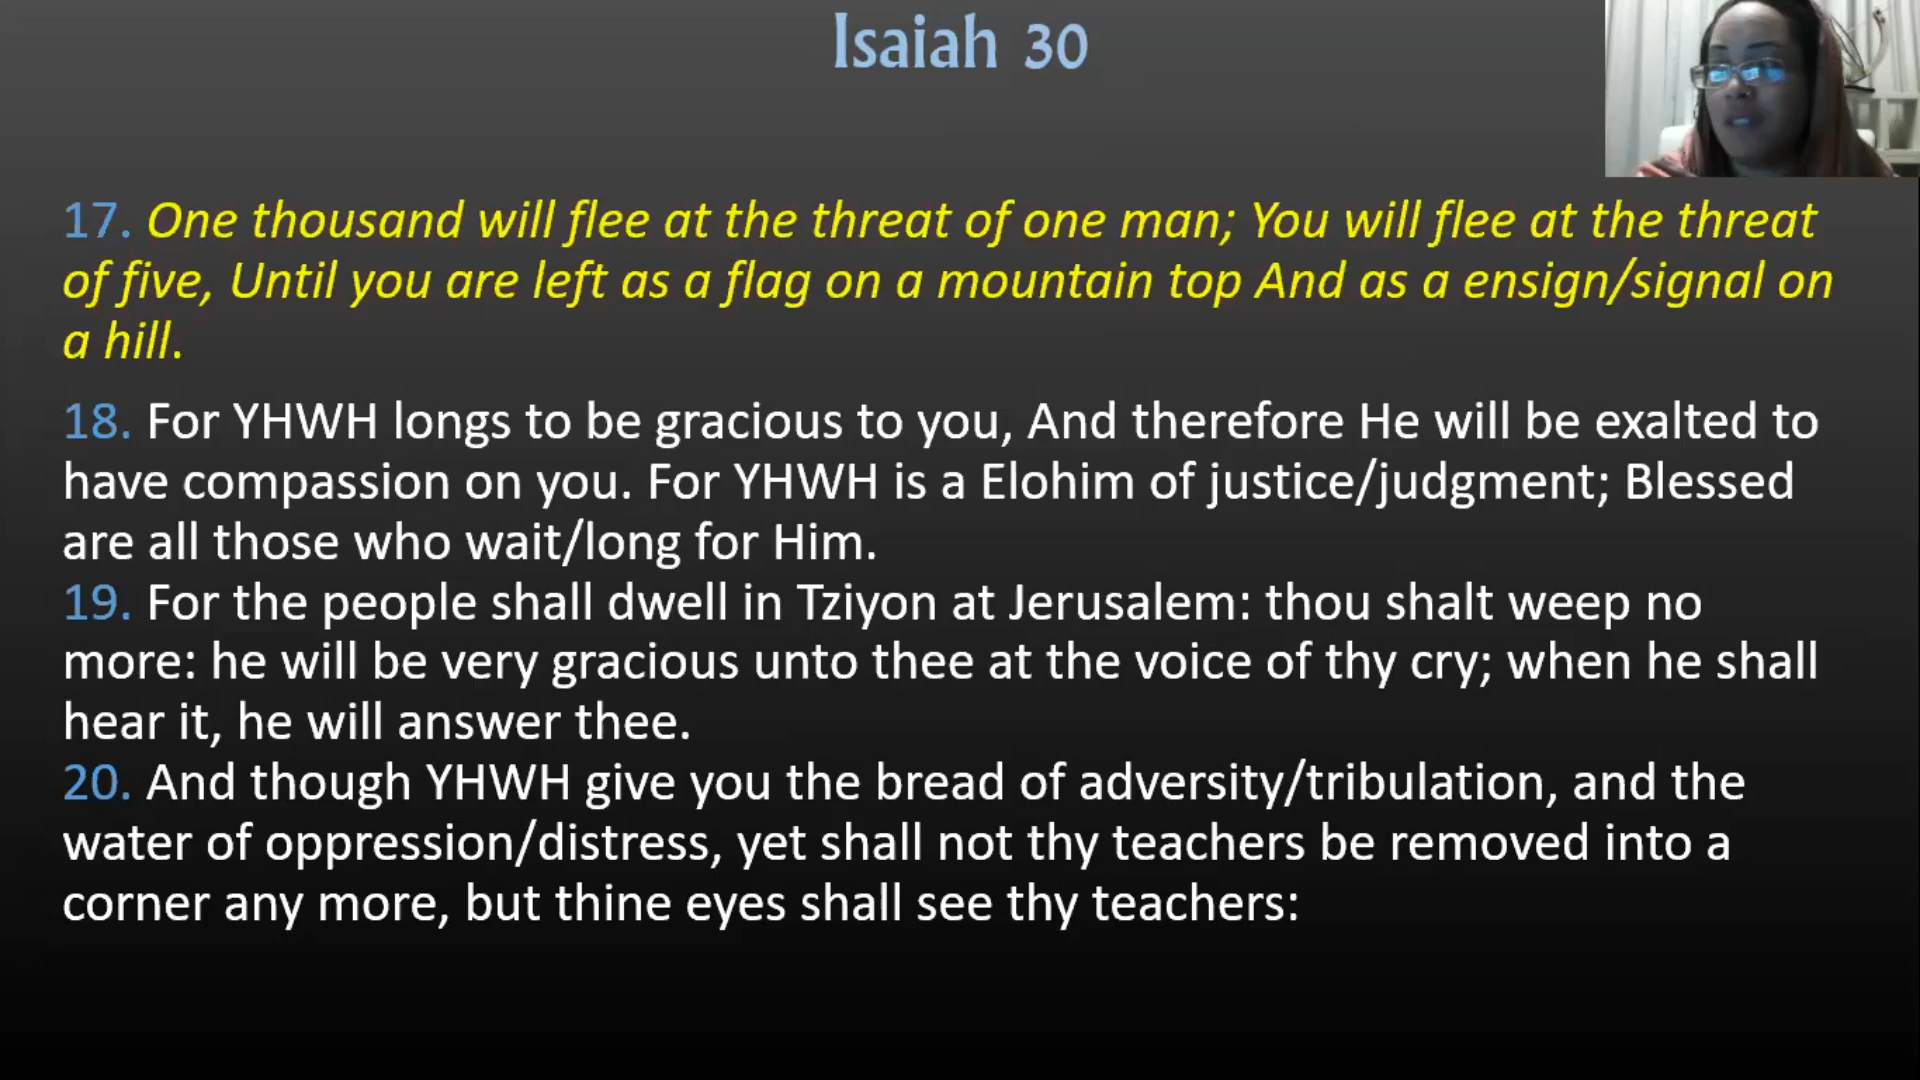 Isaiah 30
17. One thousand will flee at the threat of one man; You will flee at the threat
of five, Until you are left as a flag on a mountain top And as a ensign/signal on
a hill.
18. For YHWH longs to be gracious to you, And therefore He will be exalted to
have compassion on you. For YHWH is a Elohim of justice/judgment; Blessed
are all those who wait/long for Him.
19. For the people shall dwell in Tziyon at Jerusalem: thou shalt weep no
more: he will be very gracious unto thee at the voice of thy cry; when he shall
hear it, he will answer thee.
20. And though YHWH give you the bread of adversity/tribulation, and the
water of oppression/distress, yet shall not thy teachers be removed into a
corner any more, but thine eyes shall see thy teachers: